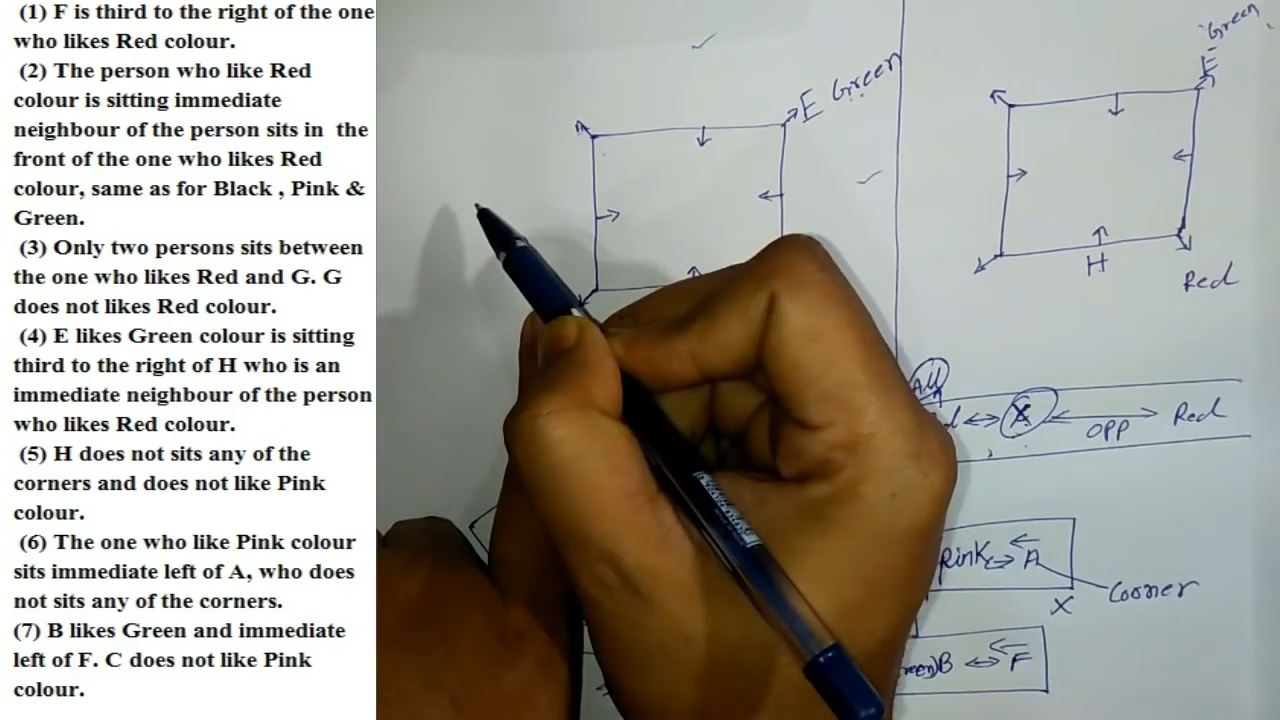 (1) F is third to the right of the one
who likes Red colour.
(2) The person who like Red
colour is sitting immediate
neighbour of the person sits in the
front of the one who likes Red
colour, same as for Black , Pink &
Green.
(3) Only two persons sits between
the one who likes Red and G. G
does not likes Red colour.
(4) E likes Green colour is sitting
third to the right of H who is an
immediate neighbour of the person
who likes Red colour.
(5) H does not sits any of the
corners and does not like Pink
colour.
(6) The one who like Pink colour
sits immediate left of A, who does
not sits any of the corners.
(7) B likes Green and immediate
left of F. C does not like Pink
colour.
E Green
Green
E
H
Red
All
Red
OPP
Pink A
Corner
X
B F